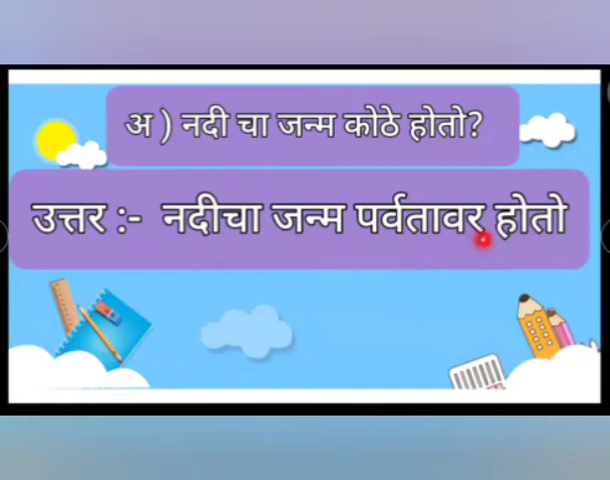 अ ) नदी चा जन्म कोठे होतो?
उत्तर :- नदीचा जन्म पर्वतावर होतो